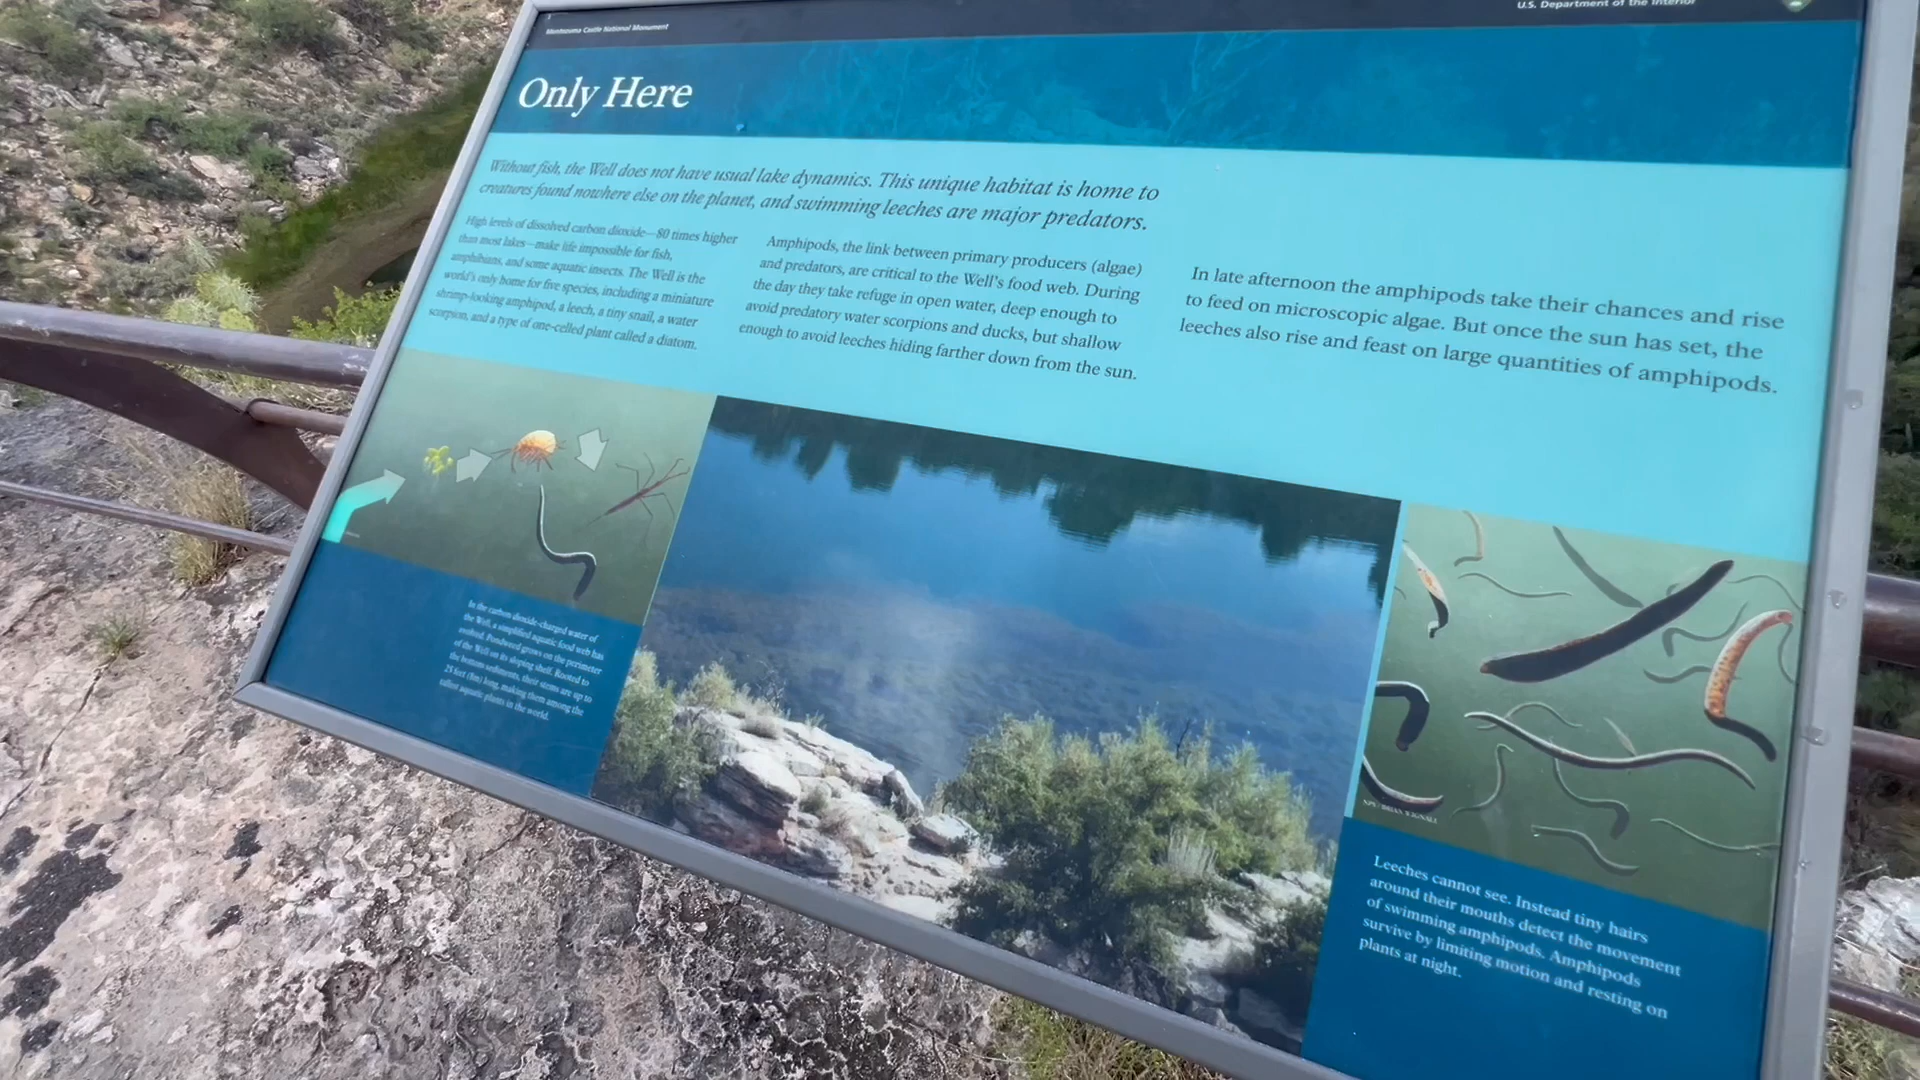 Montezuma Castle National Monument
U.S. Department of the Interior
Only Here
Without fish, the Well does not have usual lake dynamics. This unique habitat is home to
creatures found nowhere else on the planet, and swimming leeches are major predators.
High levels of dissolved carbon dioxide—80 times higher
than most lakes—make life impossible for fish,
amphibians, and some aquatic insects. The Well is the
world's only home for five species, including a miniature
shrimp-looking amphipod, a leech, a tiny snail, a water
scorpion, and a type of one-celled plant called a diatom.
Amphipods, the link between primary producers (algae)
and predators, are critical to the Well's food web. During
the day they take refuge in open water, deep enough to
avoid predatory water scorpions and ducks, but shallow
enough to avoid leeches hiding farther down from the sun.
In late afternoon the amphipods take their chances and rise
to feed on microscopic algae. But once the sun has set, the
leeches also rise and feast on large quantities of amphipods.
In the carbon dioxide-charged water of
the Well, a simplified aquatic food web has
evolved. Pondweed grows on the perimeter
of the Well on its sloping shelf. Rooted to
the bottom sediments, their stems are up to
25 feet (8m) long, making them among the
tallest aquatic plants in the world.
NPS / BRIAN WIGNALL
Leeches cannot see. Instead tiny hairs
around their mouths detect the movement
of swimming amphipods. Amphipods
survive by limiting motion and resting on
plants at night.